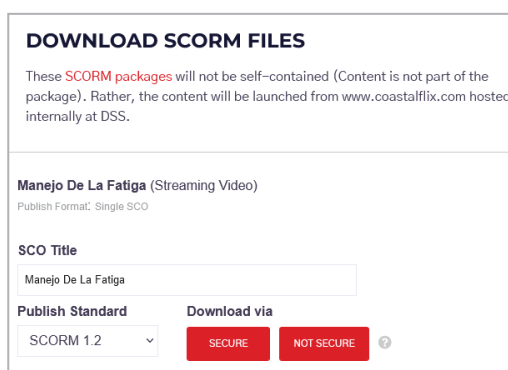 DOWNLOAD SCORM FILES
These SCORM packages will not be self-contained (Content is not part of the
package). Rather, the content will be launched from www.coastalflix.com hosted
internally at DSS.
Manejo De La Fatiga (Streaming Video)
Publish Format: Single SCO
SCO Title
Manejo De La Fatiga
Publish Standard Download via
SCORM 1.2 SECURE NOT SECURE ?